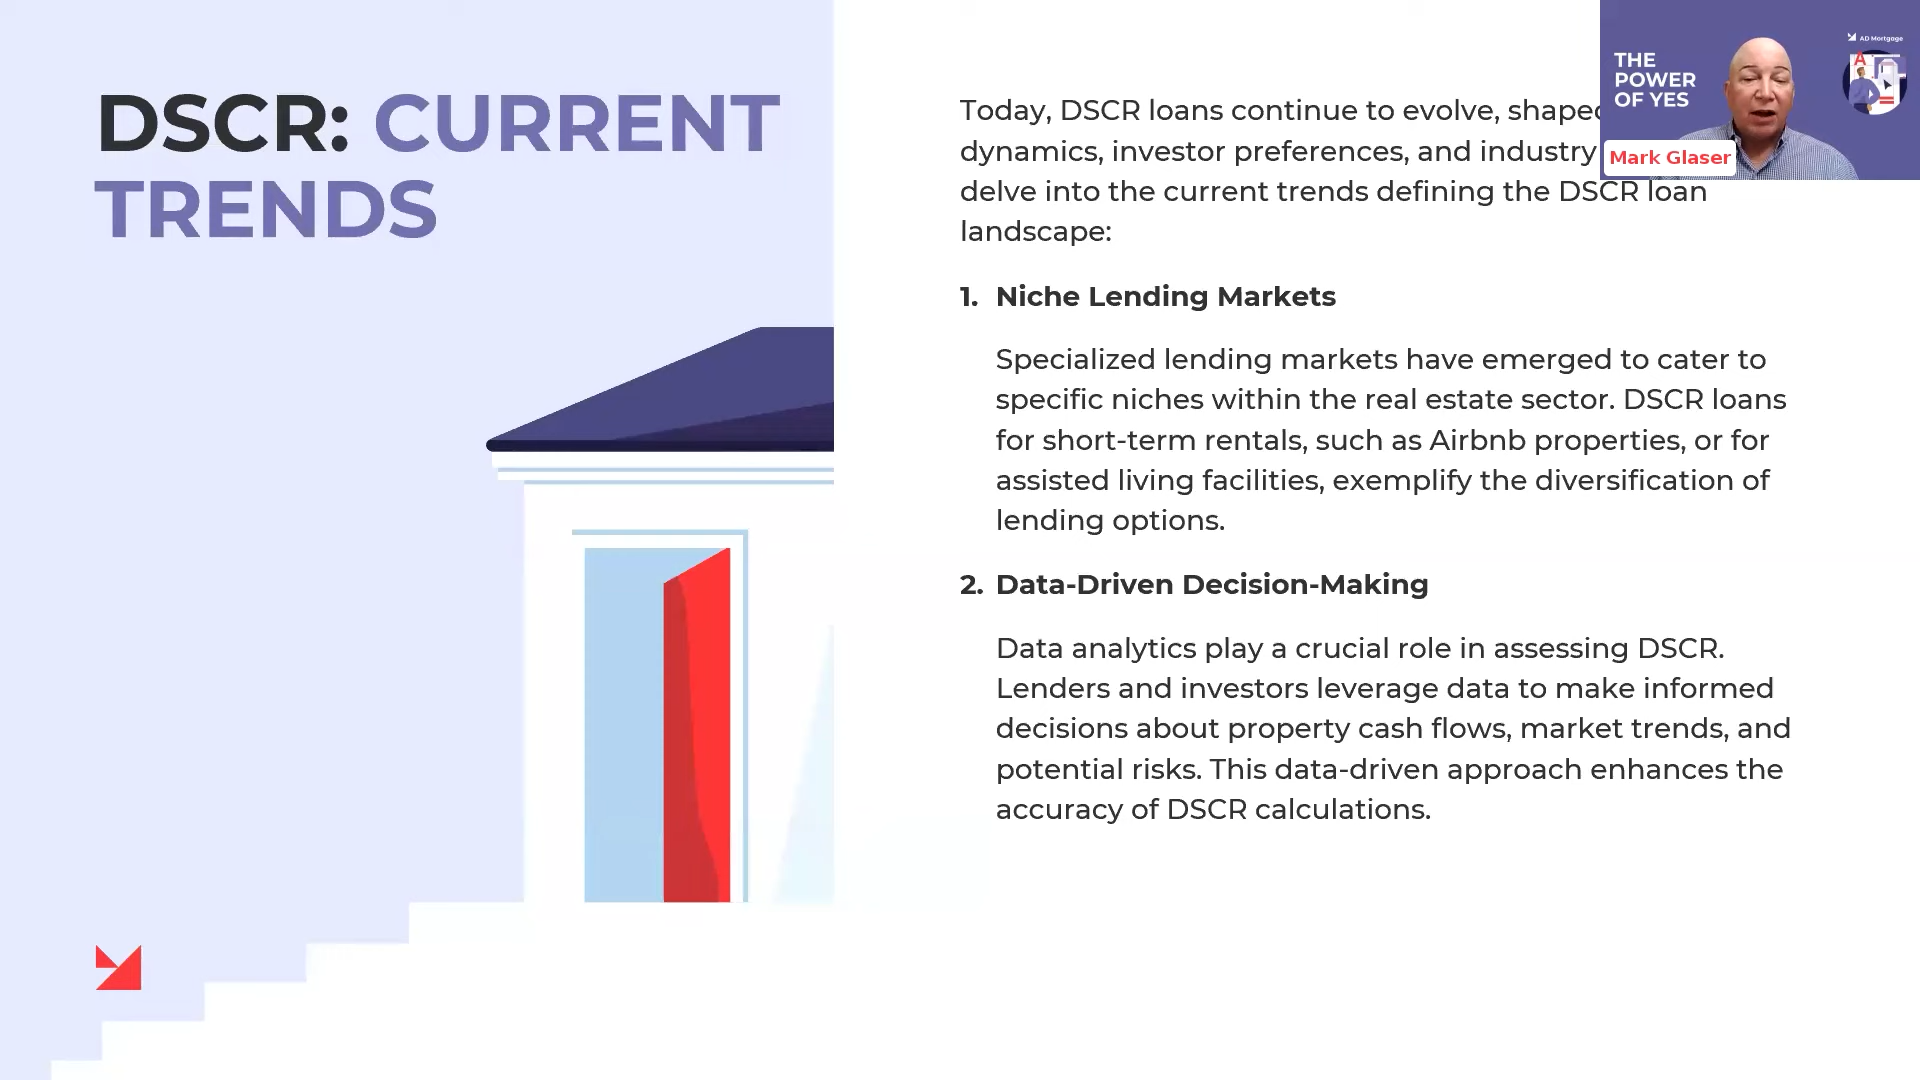 DSCR: CURRENT
TRENDS
Today, DSCR loans continue to evolve, shaped
dynamics, investor preferences, and industry
delve into the current trends defining the DSCR loan
landscape:
1. Niche Lending Markets
Specialized lending markets have emerged to cater to
specific niches within the real estate sector. DSCR loans
for short-term rentals, such as Airbnb properties, or for
assisted living facilities, exemplify the diversification of
lending options.
2. Data-Driven Decision-Making
Data analytics play a crucial role in assessing DSCR.
Lenders and investors leverage data to make informed
decisions about property cash flows, market trends, and
potential risks. This data-driven approach enhances the
accuracy of DSCR calculations.
THE
POWER
OF YES
Mark Glaser
AD Mortgage
A